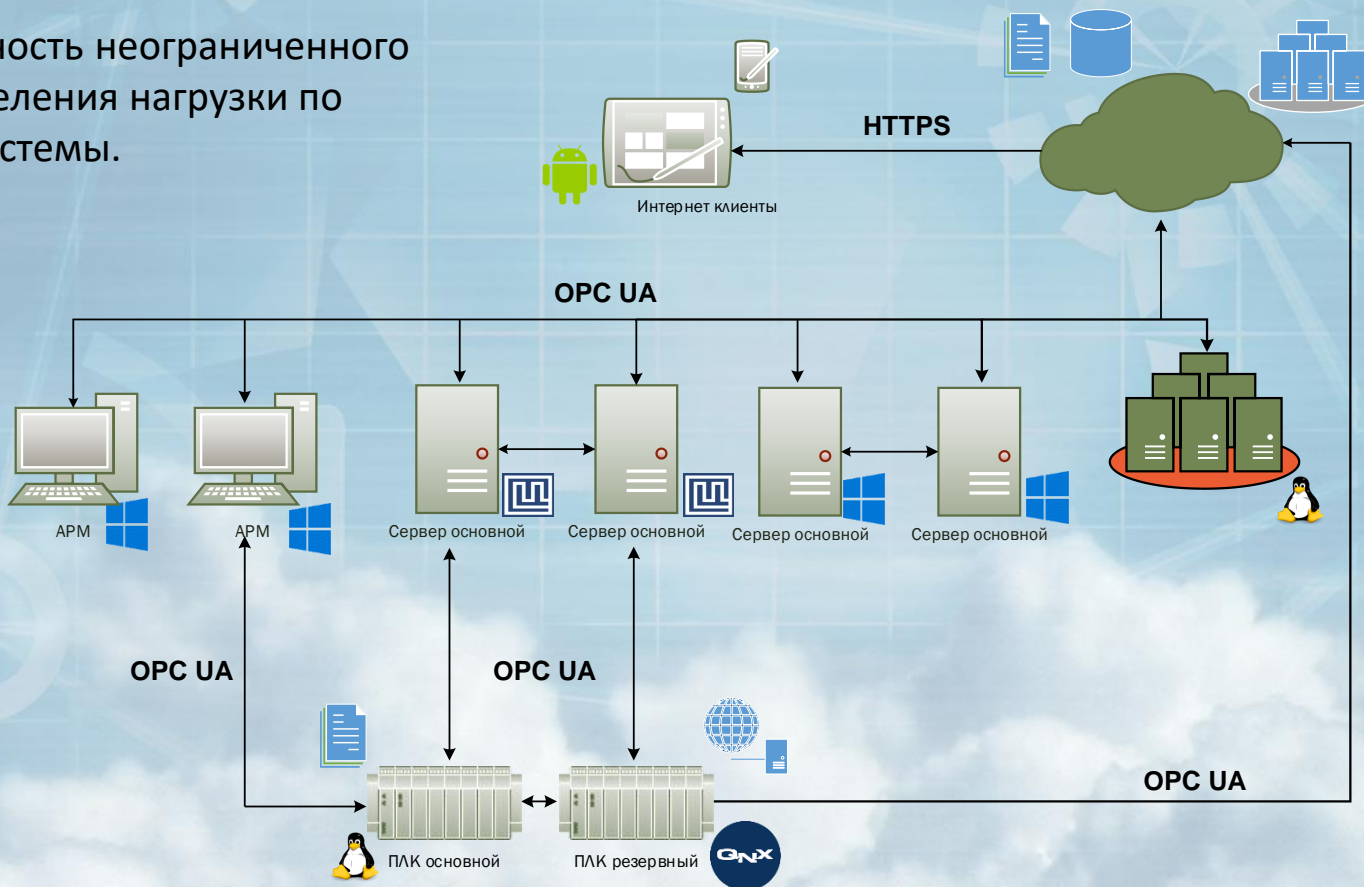 ность неограниченного
еления нагрузки по
стемы.
HTTPS
Интернет клиенты
OPC UA
АРМ
АРМ
Сервер основной
Сервер основной
Сервер основной
Сервер основной
OPC UA
OPC UA
OPC UA
ПЛК основной
ПЛК резервный
QNX